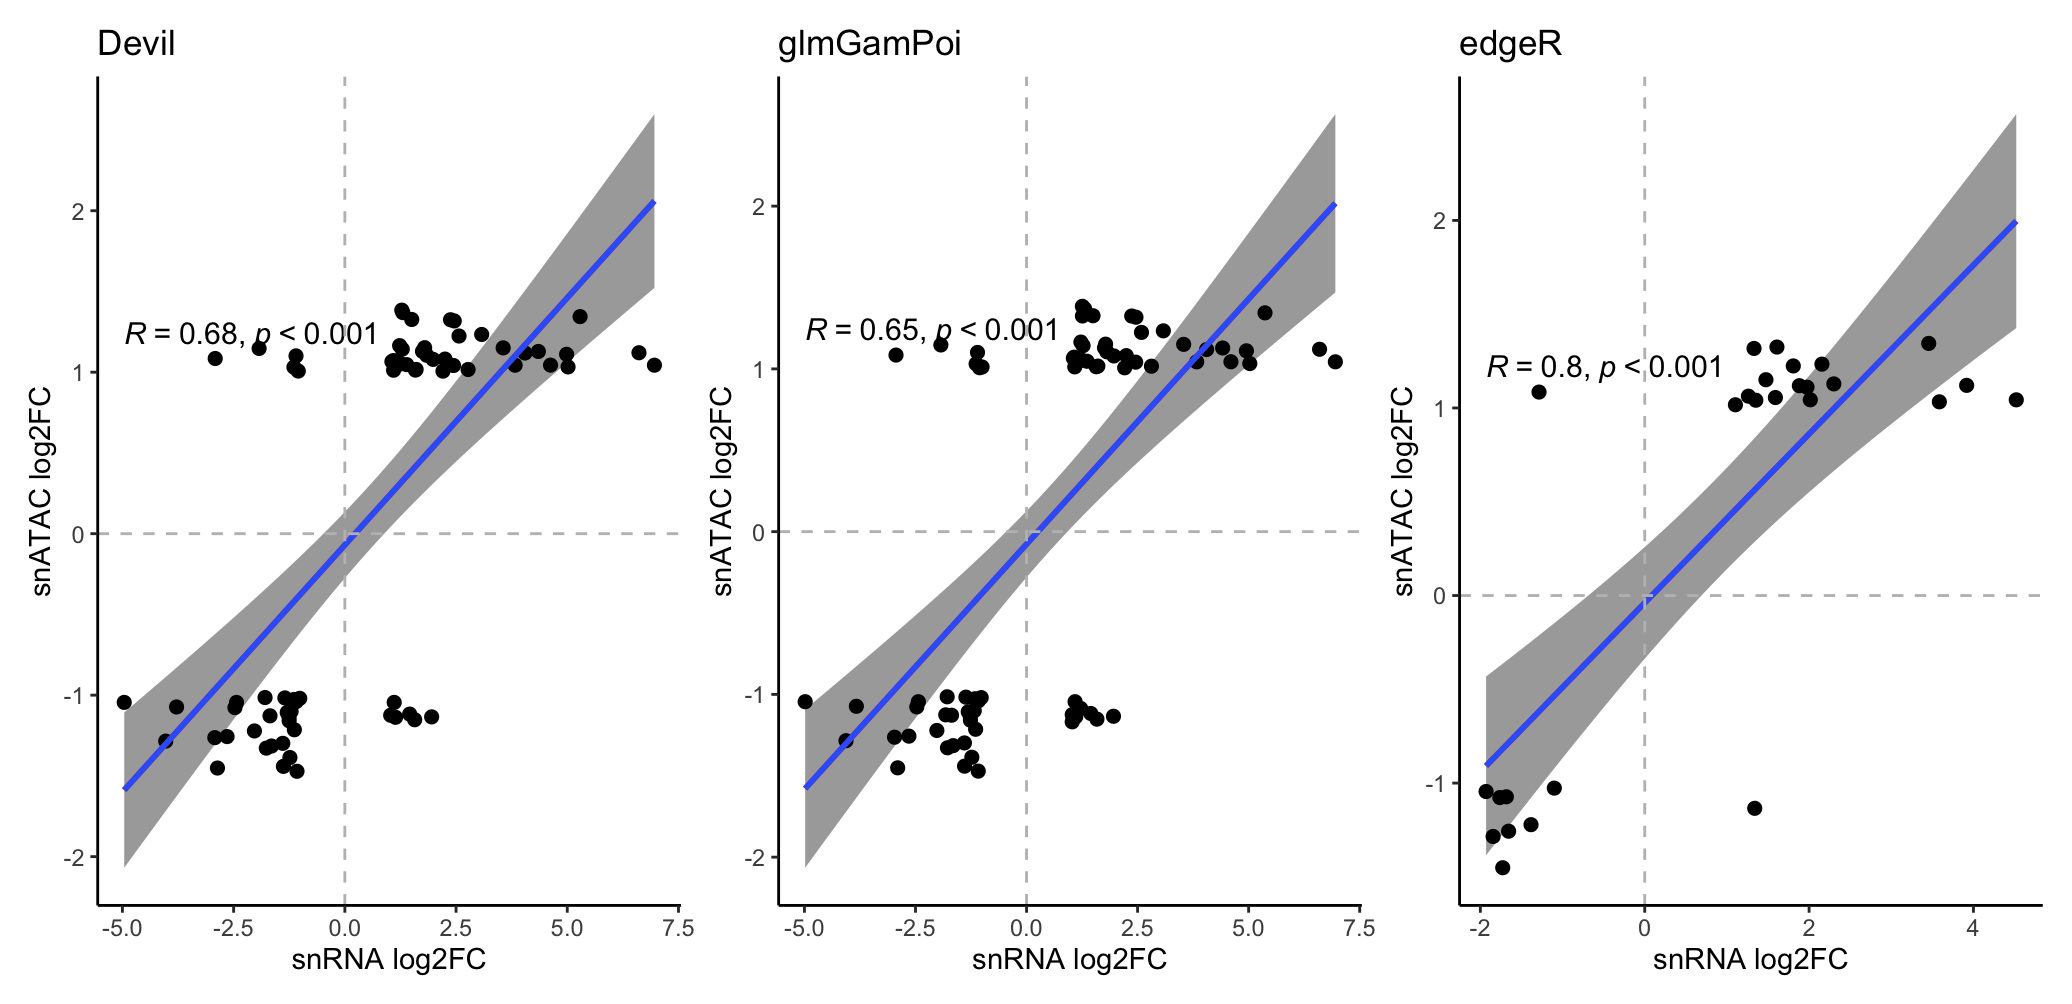 Devil
glmGamPoi
edgeR
snATAC log2FC
2
1
0
-1
-2
R = 0.68, p < 0.001
-5.0
-2.5
0.0
2.5
5.0
7.5
snRNA log2FC
snATAC log2FC
2
1
0
-1
-2
R = 0.65, p < 0.001
-5.0
-2.5
0.0
2.5
5.0
7.5
snRNA log2FC
snATAC log2FC
2
1
0
-1
R = 0.8, p < 0.001
-2
0
2
4
snRNA log2FC